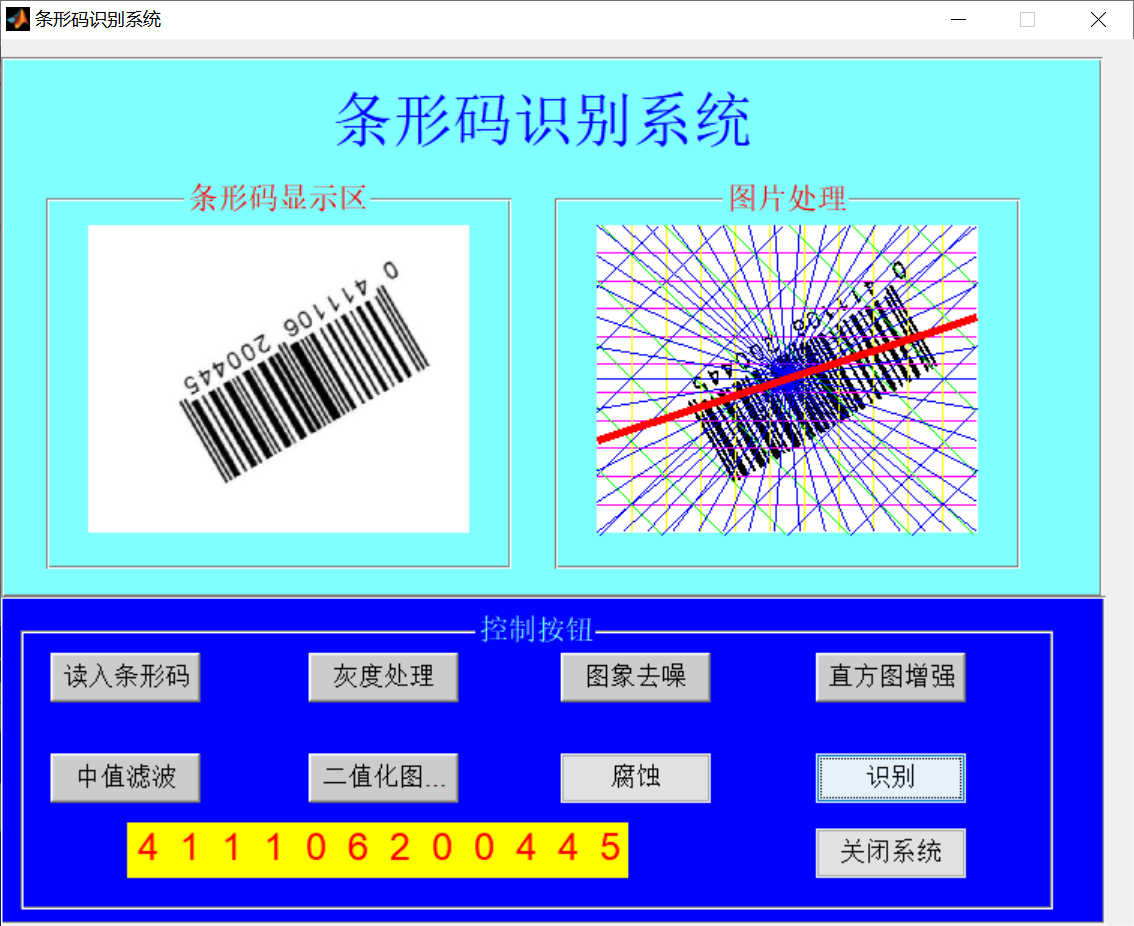 条形码识别系统
条形码识别系统
条形码显示区
图片处理
0 411106 200445
0 411106 200445
控制按钮
读入条形码 灰度处理 图象去噪 直方图增强
中值滤波 二值化图... 腐蚀 识别
4 1 1 1 0 6 2 0 0 4 4 5
关闭系统